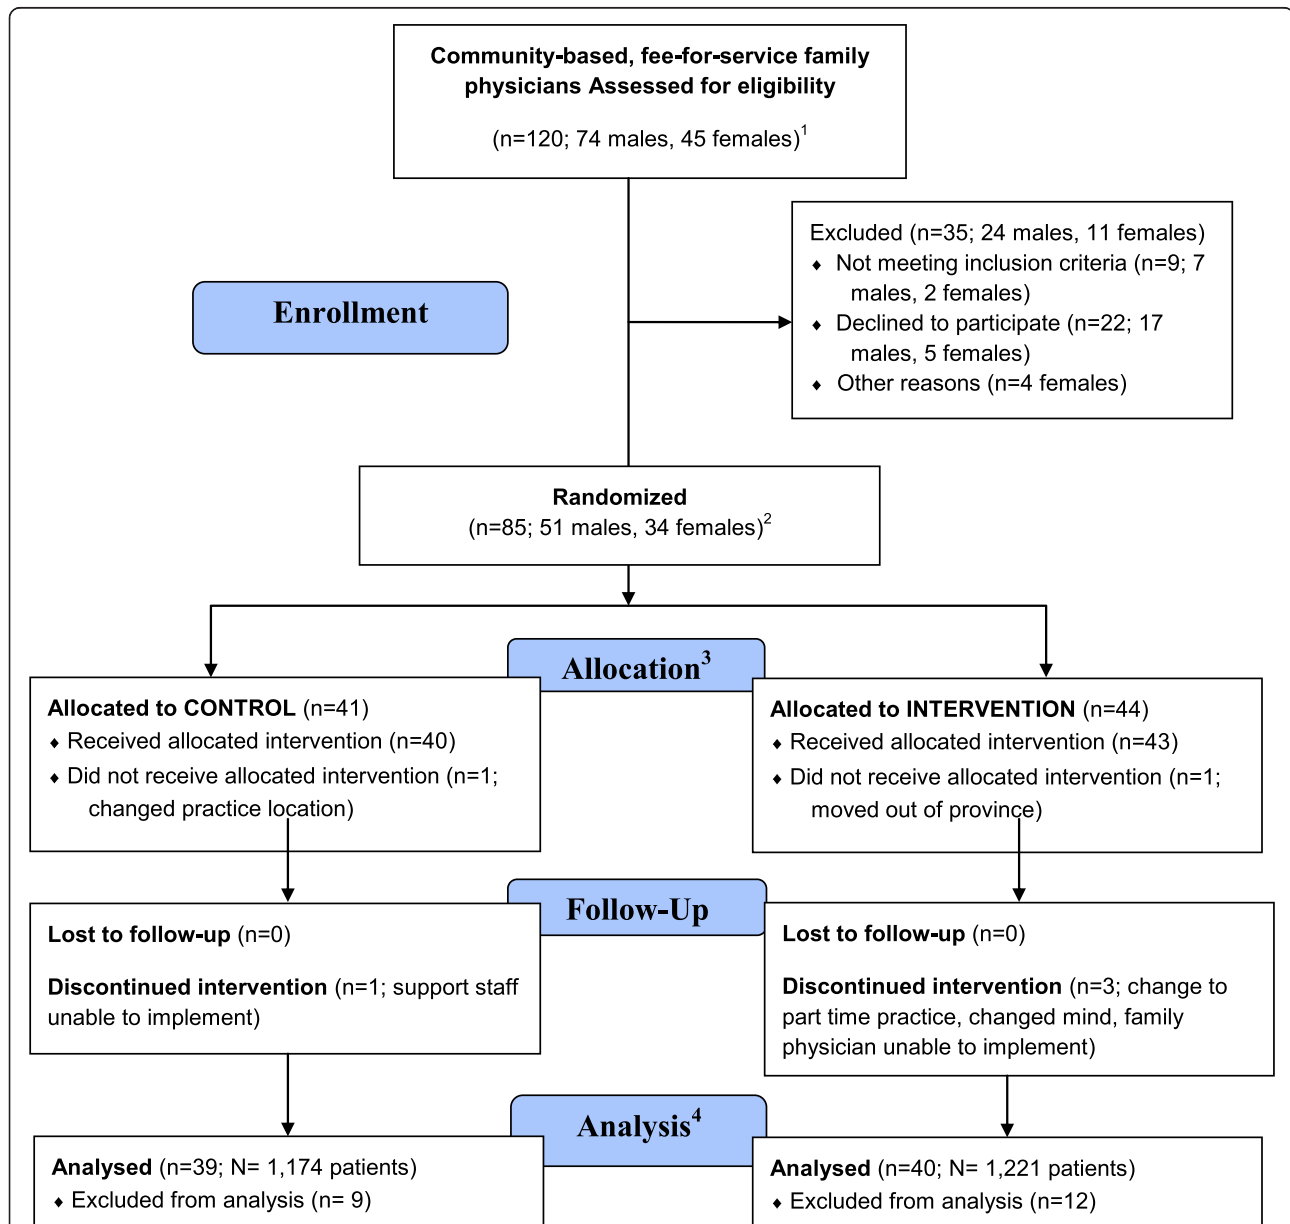 Community-based, fee-for-service family
physicians Assessed for eligibility
(n=120; 74 males, 45 females)1
Excluded (n=35; 24 males, 11 females)
♦ Not meeting inclusion criteria (n=9; 7
males, 2 females)
♦ Declined to participate (n=22; 17
males, 5 females)
♦ Other reasons (n=4 females)
Enrollment
Randomized
(n=85; 51 males, 34 females)2
Allocation3
Allocated to CONTROL (n=41)
♦ Received allocated intervention (n=40)
♦ Did not receive allocated intervention (n=1;
changed practice location)
Allocated to INTERVENTION (n=44)
♦ Received allocated intervention (n=43)
♦ Did not receive allocated intervention (n=1;
moved out of province)
Follow-Up
Lost to follow-up (n=0)
Discontinued intervention (n=1; support staff
unable to implement)
Lost to follow-up (n=0)
Discontinued intervention (n=3; change to
part time practice, changed mind, family
physician unable to implement)
Analysis4
Analysed (n=39; N= 1,174 patients)
♦ Excluded from analysis (n= 9)
Analysed (n=40; N= 1,221 patients)
♦ Excluded from analysis (n=12)